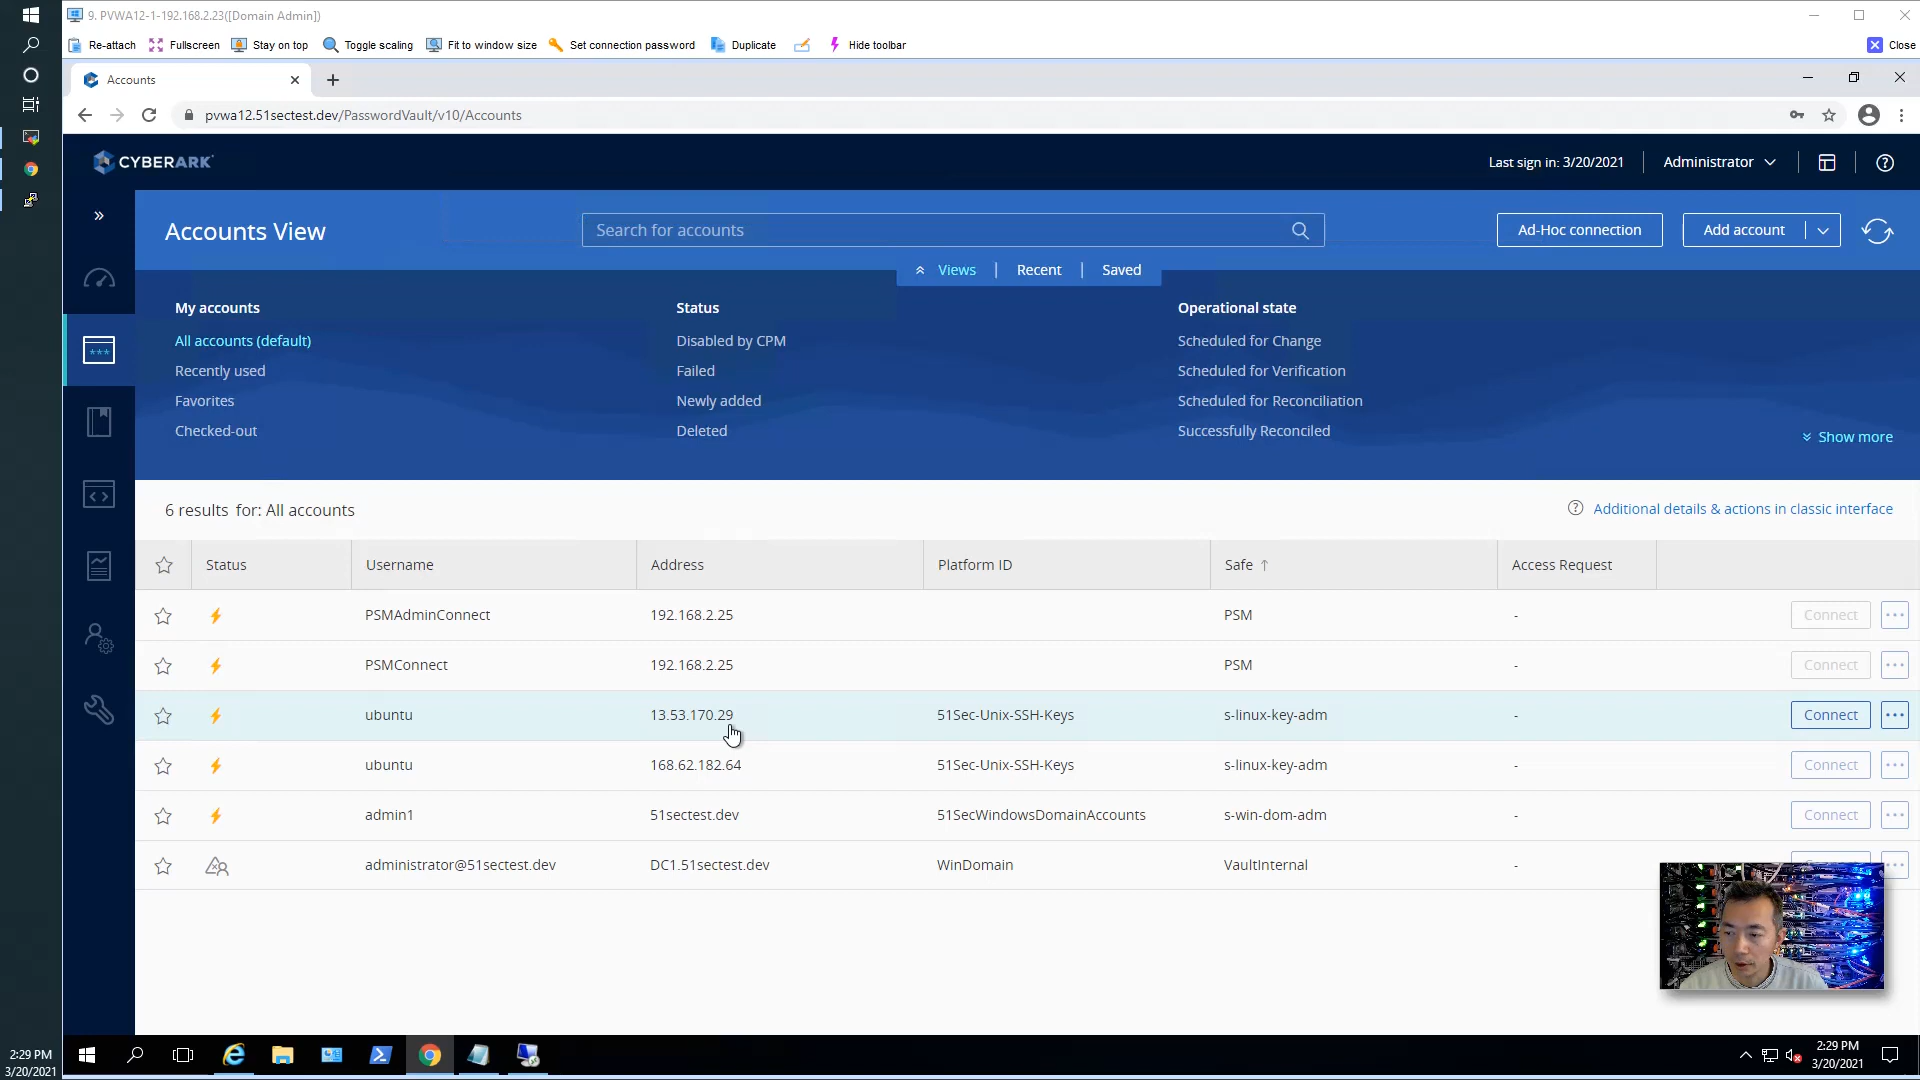 9. PVWA12-1-192.168.2.23([Domain Admin])
Re-attach Fullscreen Stay on top Toggle scaling Fit to window size Set connection password Duplicate Hide toolbar Close
Accounts
pvwa12.51sectest.dev/PasswordVault/v10/Accounts
CYBERARK Last sign in: 3/20/2021 Administrator
Accounts View Search for accounts Ad-Hoc connection Add account
Views | Recent | Saved
My accounts Status Operational state
All accounts (default) Disabled by CPM Scheduled for Change
Recently used Failed Scheduled for Verification
Favorites Newly added Scheduled for Reconciliation
Checked-out Deleted Successfully Reconciled
Show more
6 results for: All accounts Additional details & actions in classic interface
Status Username Address Platform ID Safe ↑ Access Request
PSMAdminConnect 192.168.2.25 PSM - Connect ...
PSMConnect 192.168.2.25 PSM - Connect ...
ubuntu 13.53.170.29 51Sec-Unix-SSH-Keys s-linux-key-adm - Connect ...
ubuntu 168.62.182.64 51Sec-Unix-SSH-Keys s-linux-key-adm - Connect ...
admin1 51sectest.dev 51SecWindowsDomainAccounts s-win-dom-adm - Connect ...
administrator@51sectest.dev DC1.51sectest.dev WinDomain VaultInternal - ...
2:29 PM
3/20/2021
2:29 PM
3/20/2021